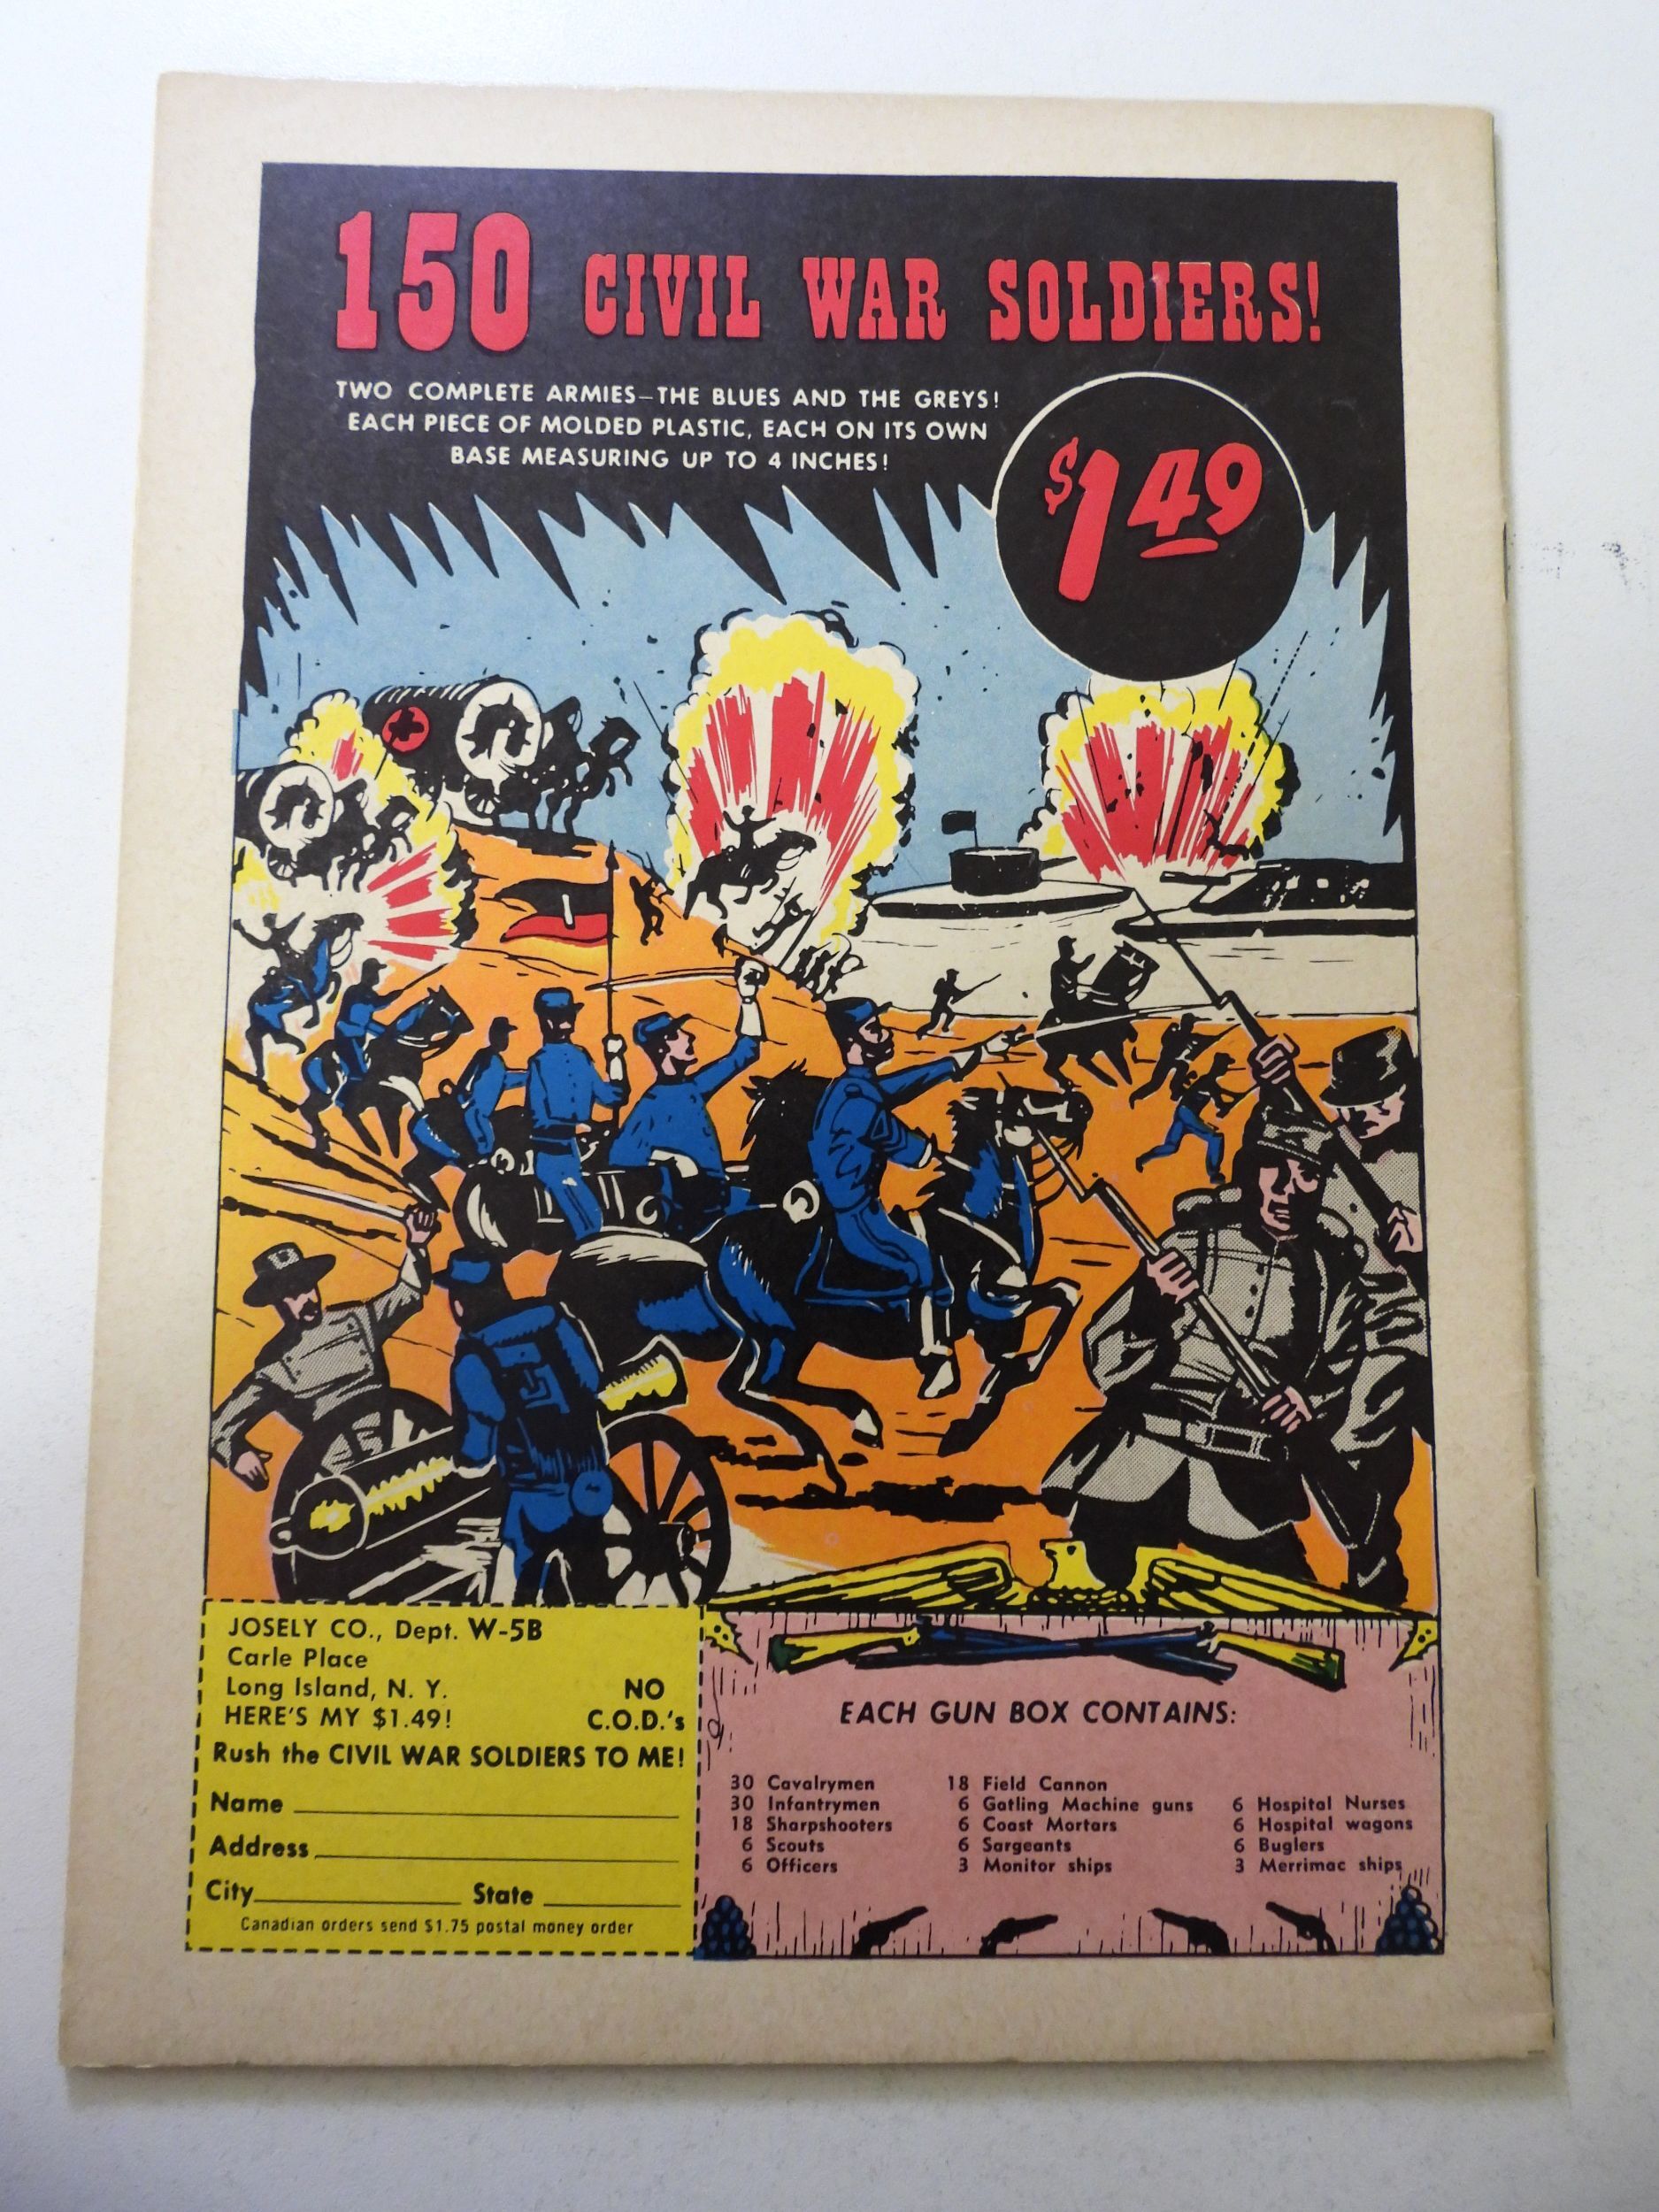 150 CIVIL WAR SOLDIERS!
TWO COMPLETE ARMIES—THE BLUES AND THE GREYS!
EACH PIECE OF MOLDED PLASTIC, EACH ON ITS OWN
BASE MEASURING UP TO 4 INCHES!
$1 49
JOSELY CO., Dept. W-5B
Carle Place
Long Island, N. Y.
NO
HERE'S MY $1.49!
C.O.D.'s
Rush the CIVIL WAR SOLDIERS TO ME!
Name
Address
City State
Canadian orders send $1.75 postal money order
EACH GUN BOX CONTAINS:
30 Cavalrymen
30 Infantrymen
18 Sharpshooters
6 Scouts
6 Officers
18 Field Cannon
6 Gatling Machine guns
6 Coast Mortars
6 Sargeants
3 Monitor ships
6 Hospital Nurses
6 Hospital wagons
6 Buglers
3 Merrimac ships